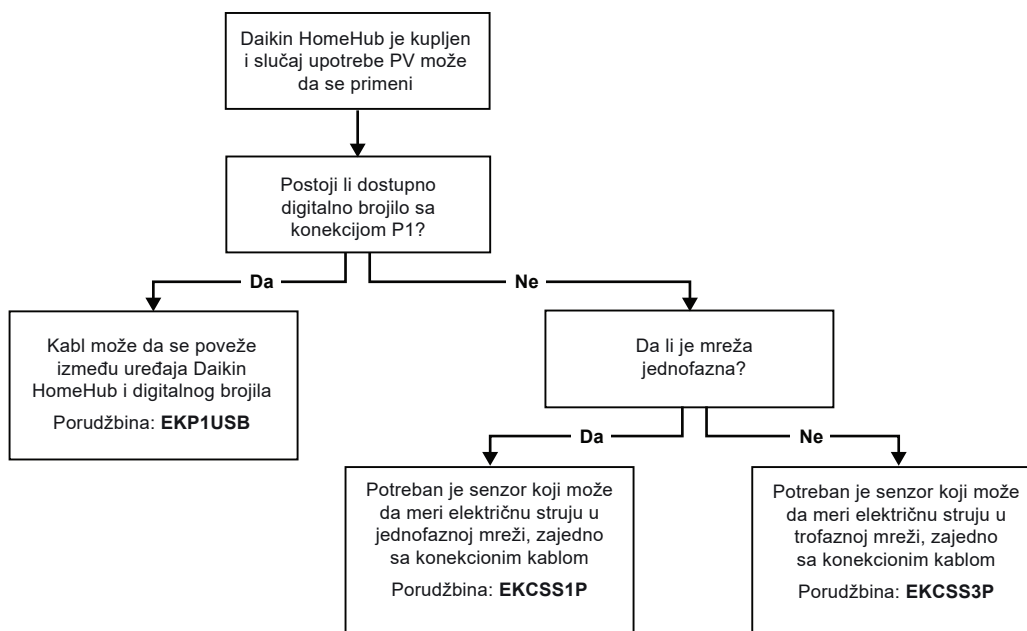 Daikin HomeHub je kupljen
i slučaj upotrebe PV može
da se primeni
Postoji li dostupno
digitalno brojilo sa
konekcijom P1?
Da
Ne
Kabl može da se poveže
između uređaja Daikin
HomeHub i digitalnog brojila
Porudžbina: EKP1USB
Da li je mreža
jednofazna?
Da
Ne
Potreban je senzor koji može
da meri električnu struju u
jednofaznoj mreži, zajedno
sa konekcionim kablom
Porudžbina: EKCSS1P
Potreban je senzor koji može
da meri električnu struju u
trofaznoj mreži, zajedno
sa konekcionim kablom
Porudžbina: EKCSS3P